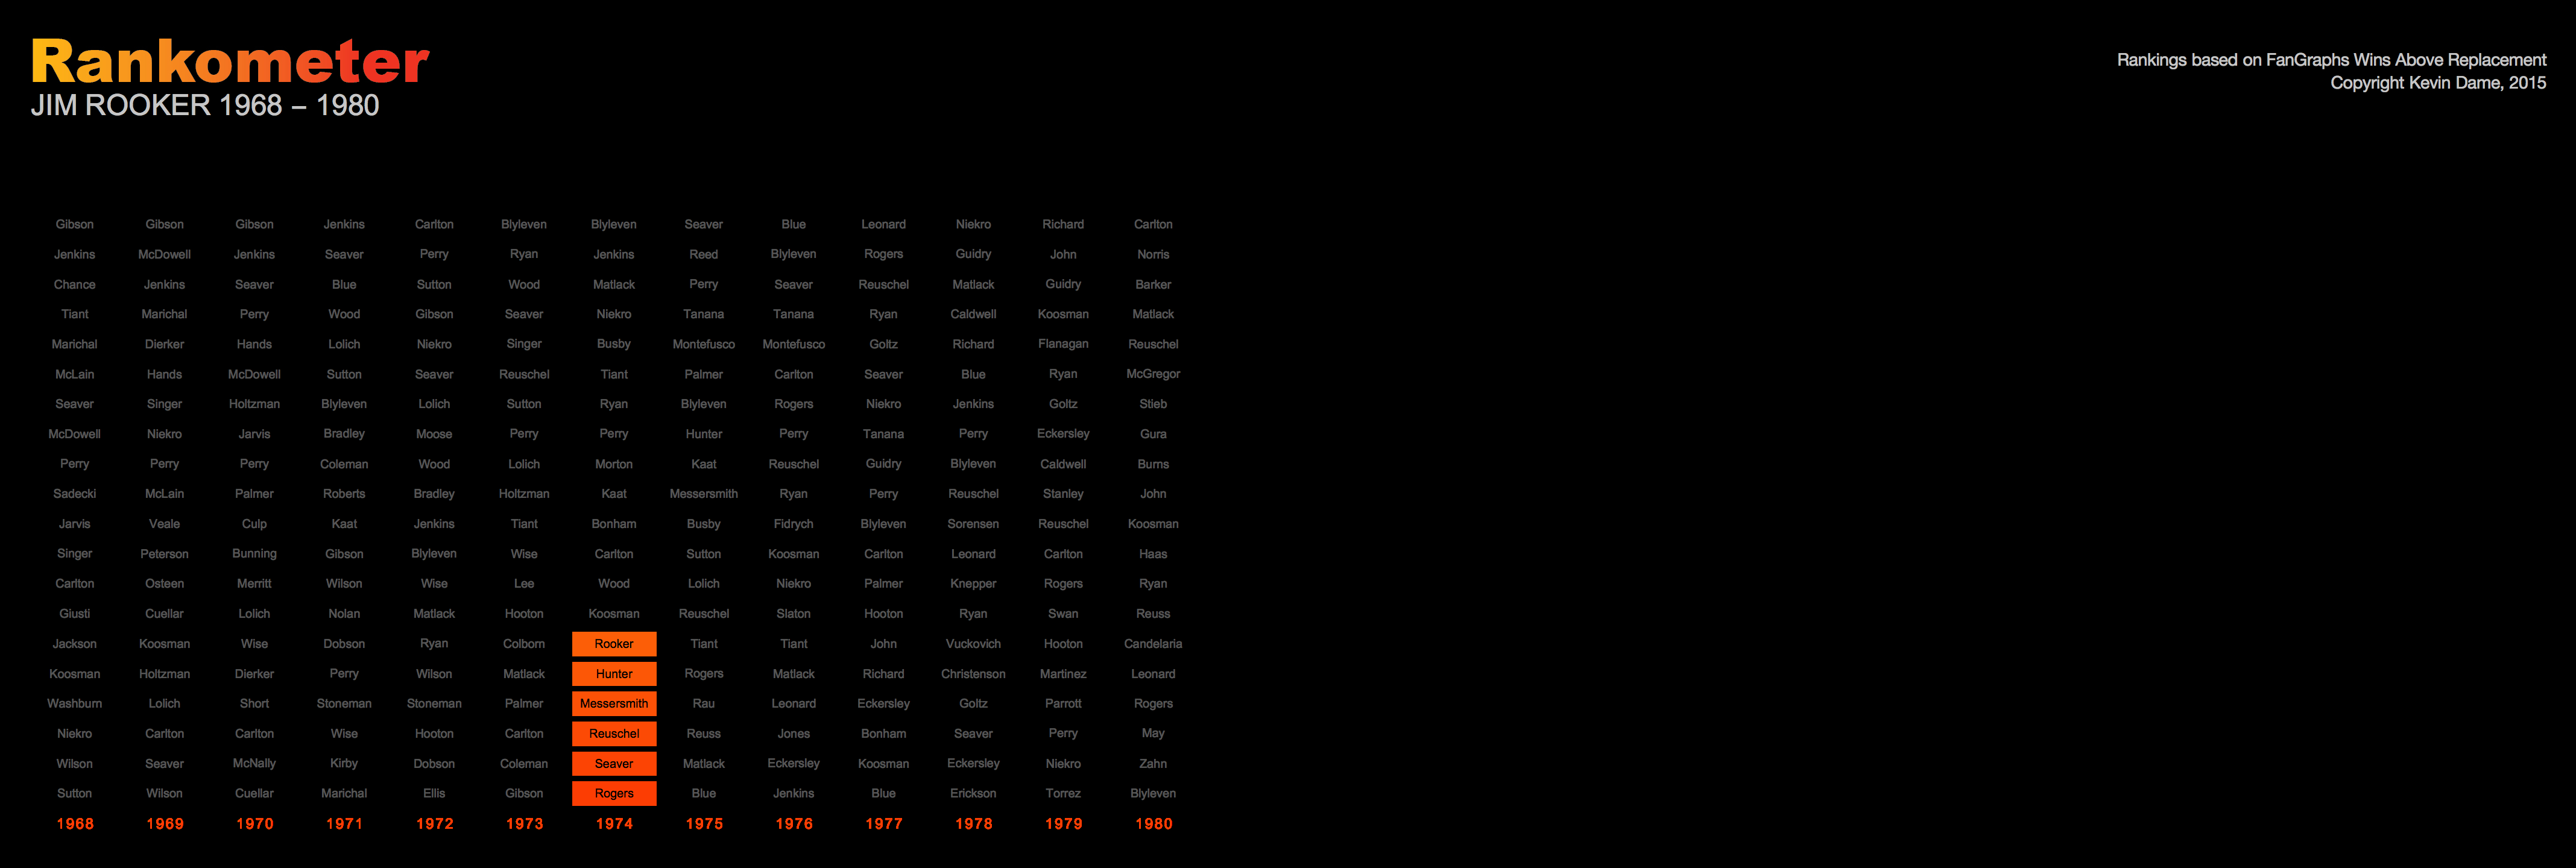 Rankometer
JIM ROOKER 1968 – 1980
Rankings based on FanGraphs Wins Above Replacement
Copyright Kevin Dame, 2015
Gibson Gibson Gibson Jenkins Carlton Blyleven Blyleven Seaver Blue Leonard Niekro Richard Carlton
Jenkins McDowell Jenkins Seaver Perry Ryan Jenkins Reed Blyleven Rogers Guidry John Norris
Chance Jenkins Seaver Blue Sutton Wood Matlack Perry Seaver Reuschel Matlack Guidry Barker
Tiant Marichal Perry Wood Gibson Seaver Niekro Tanana Tanana Ryan Caldwell Koosman Matlack
Marichal Dierker Hands Lolich Niekro Singer Busby Montefusco Montefusco Goltz Richard Flanagan Reuschel
McLain Hands McDowell Sutton Seaver Reuschel Tiant Palmer Carlton Seaver Blue Ryan McGregor
Seaver Singer Holtzman Blyleven Lolich Sutton Ryan Blyleven Rogers Niekro Jenkins Goltz Stieb
McDowell Niekro Jarvis Bradley Moose Perry Perry Hunter Perry Tanana Perry Eckersley Gura
Perry Perry Perry Coleman Wood Lolich Morton Kaat Reuschel Guidry Blyleven Caldwell Burns
Sadecki McLain Palmer Roberts Bradley Holtzman Kaat Messersmith Ryan Perry Reuschel Stanley John
Jarvis Veale Culp Kaat Jenkins Tiant Bonham Busby Fidrych Blyleven Sorensen Reuschel Koosman
Singer Peterson Bunning Gibson Blyleven Wise Carlton Sutton Koosman Carlton Leonard Carlton Haas
Carlton Osteen Merritt Wilson Wise Lee Wood Lolich Niekro Palmer Knepper Rogers Ryan
Giusti Cuellar Lolich Nolan Matlack Hooton Koosman Reuschel Slaton Hooton Ryan Swan Reuss
Jackson Koosman Wise Dobson Ryan Colborn Rooker Tiant Tiant John Vuckovich Hooton Candelaria
Koosman Holtzman Dierker Perry Wilson Matlack Hunter Rogers Matlack Richard Christenson Martinez Leonard
Washburn Lolich Short Stoneman Stoneman Palmer Messersmith Rau Leonard Eckersley Goltz Parrott Rogers
Niekro Carlton Carlton Wise Hooton Carlton Reuschel Reuss Jones Bonham Seaver Perry May
Wilson Seaver McNally Kirby Dobson Coleman Seaver Matlack Eckersley Koosman Eckersley Niekro Zahn
Sutton Wilson Cuellar Marichal Ellis Gibson Rogers Blue Jenkins Blue Erickson Torrez Blyleven
1968 1969 1970 1971 1972 1973 1974 1975 1976 1977 1978 1979 1980